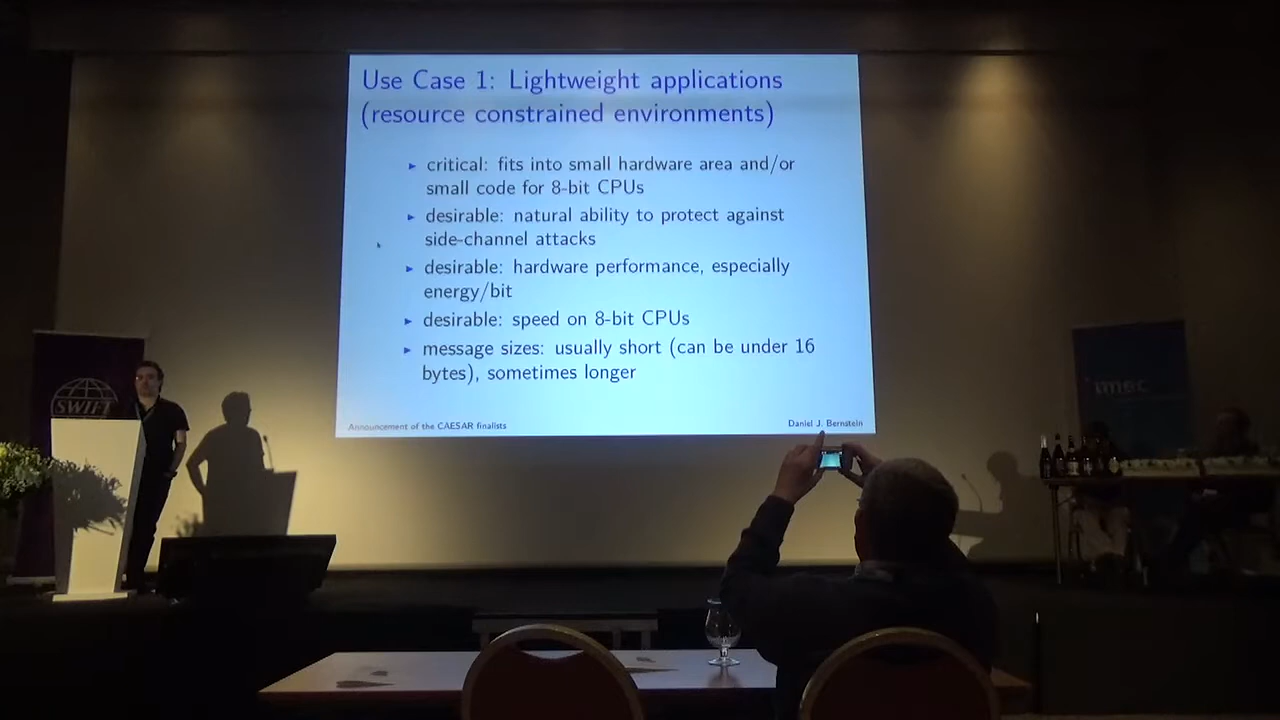 Use Case 1: Lightweight applications
(resource constrained environments)
► critical: fits into small hardware area and/or
small code for 8-bit CPUs
► desirable: natural ability to protect against
side-channel attacks
► desirable: hardware performance, especially
energy/bit
► desirable: speed on 8-bit CPUs
► message sizes: usually short (can be under 16
bytes), sometimes longer
Announcement of the CAESAR finalists
Daniel J. Bernstein
SWIFT
imec